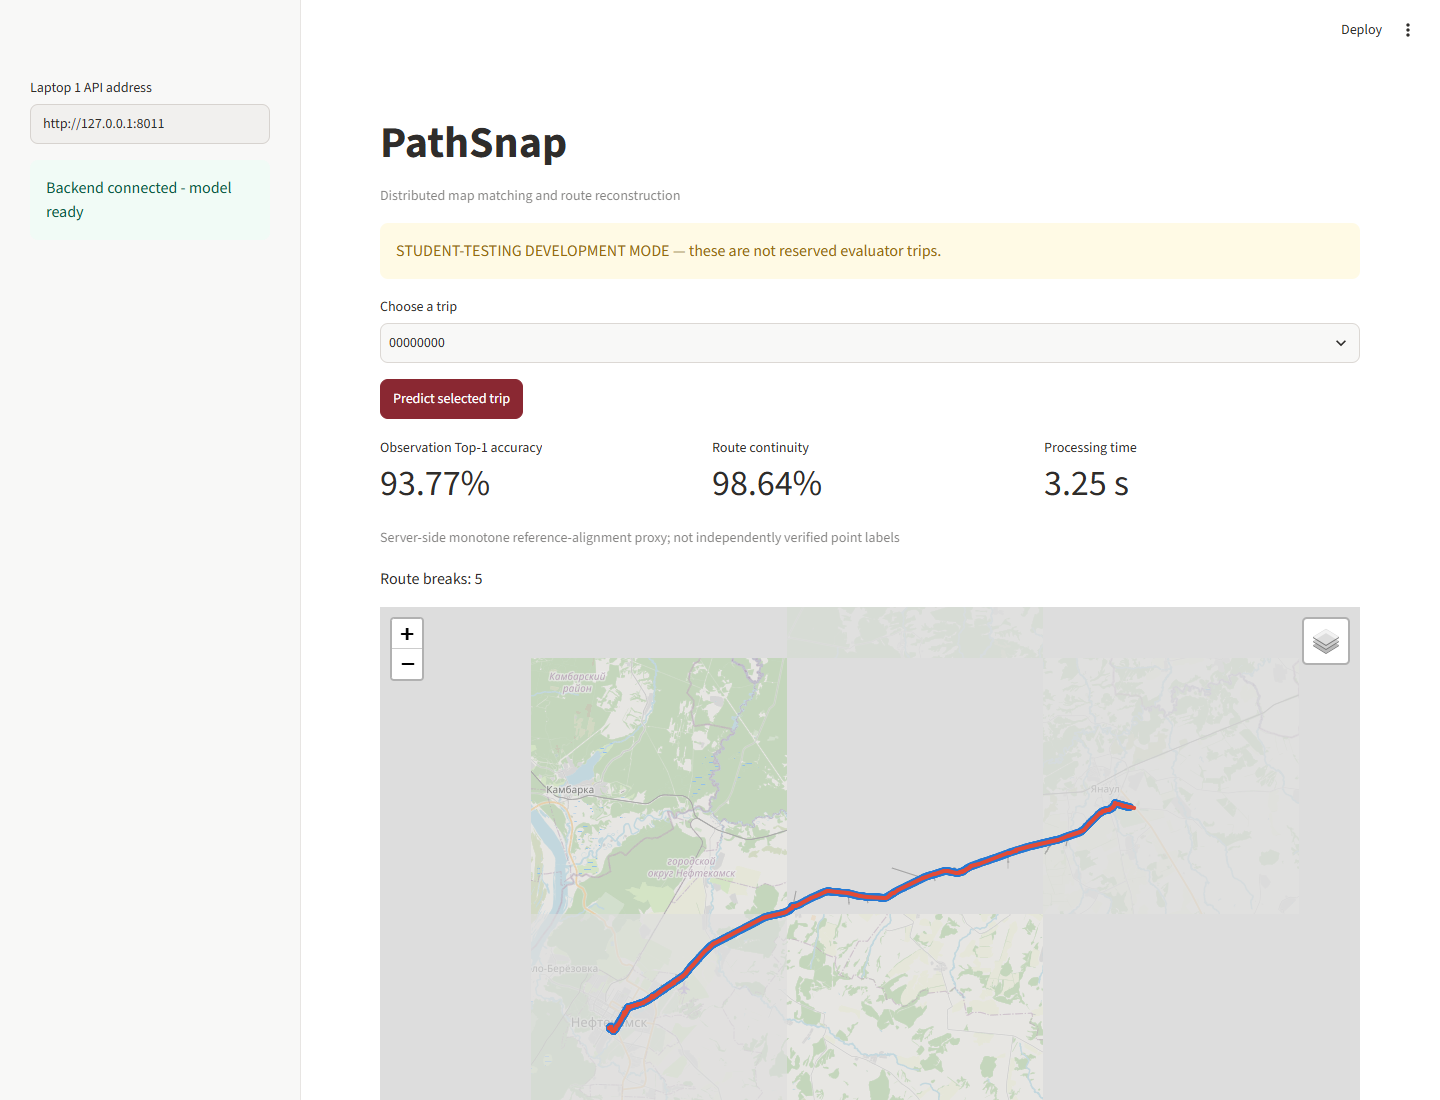 Deploy
Laptop 1 API address
http://127.0.0.1:8011
Backend connected - model
ready
PathSnap
Distributed map matching and route reconstruction
STUDENT-TESTING DEVELOPMENT MODE — these are not reserved evaluator trips.
Choose a trip
00000000
Predict selected trip
Observation Top-1 accuracy
Route continuity
Processing time
93.77%
98.64%
3.25 s
Server-side monotone reference-alignment proxy; not independently verified point labels
Route breaks: 5
+
−
Камбарский
район
Камбарка
Янаул
городской
округ Нефтекамск